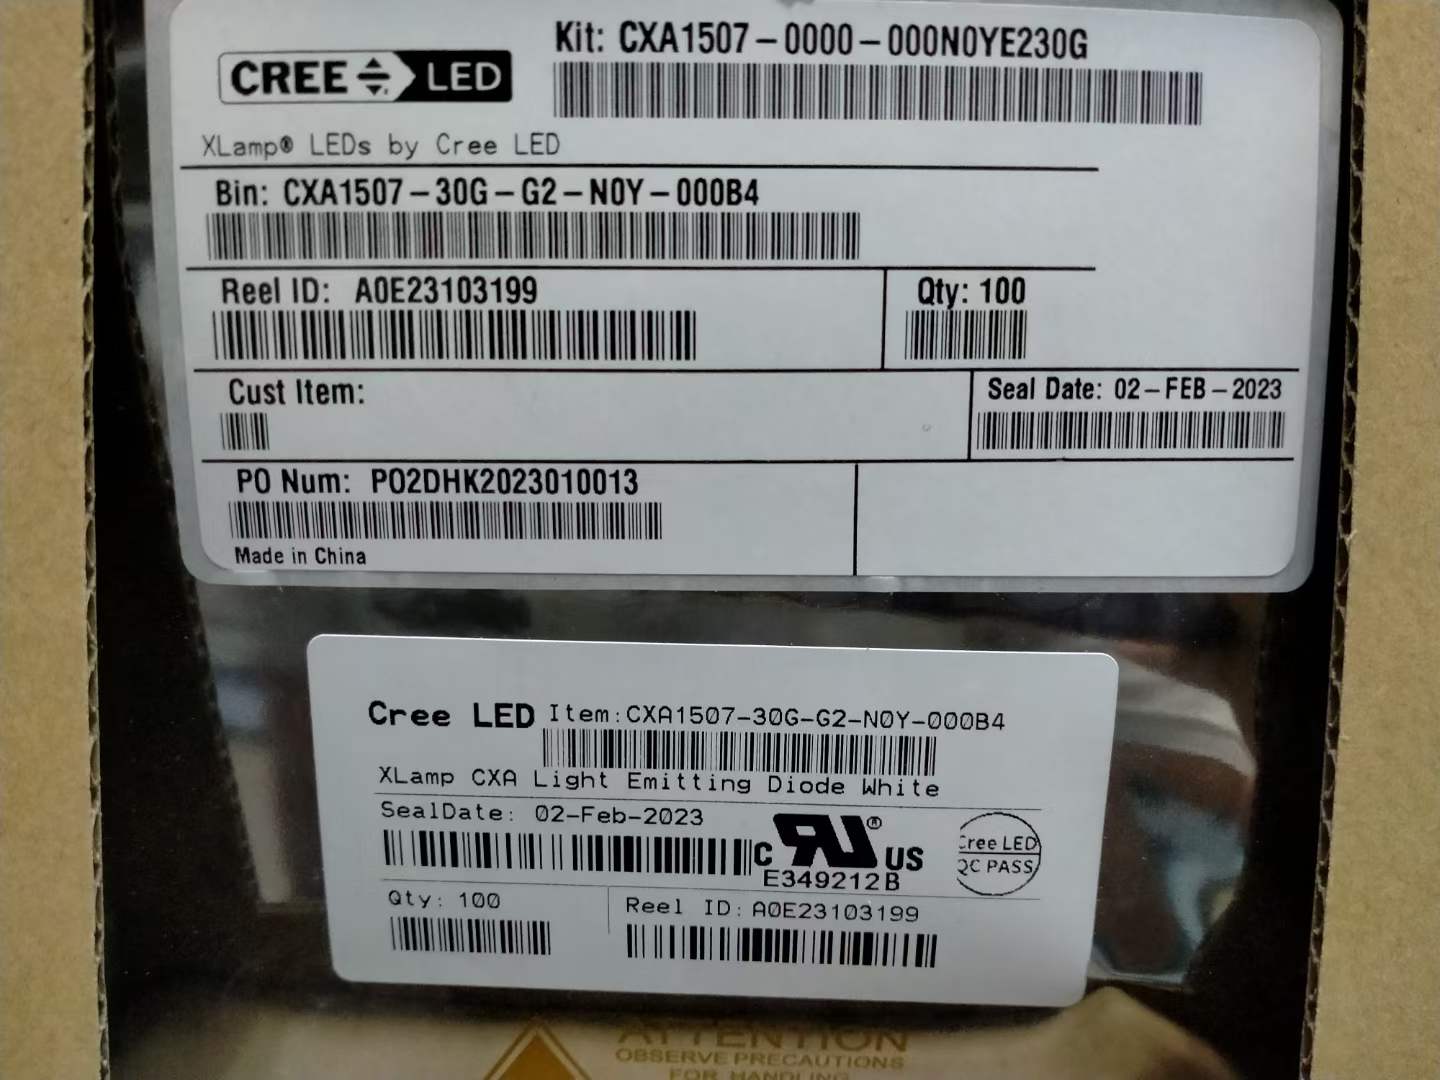 Kit: CXA1507-0000-000N0YE230G
CREE LED
XLamp® LEDs by Cree LED
Bin: CXA1507-30G-G2-N0Y-000B4
Reel ID: A0E23103199
Qty: 100
Cust Item:
Seal Date: 02-FEB-2023
PO Num: PO2DHK2023010013
Made in China
Cree LED Item:CXA1507-30G-G2-N0Y-000B4
XLamp CXA Light Emitting Diode White
SealDate: 02-Feb-2023
C RU® US
E349212B
Cree LED
QC PASS
Qty: 100
Reel ID: A0E23103199
ATTENTION
OBSERVE PRECAUTIONS
FOR HANDLING